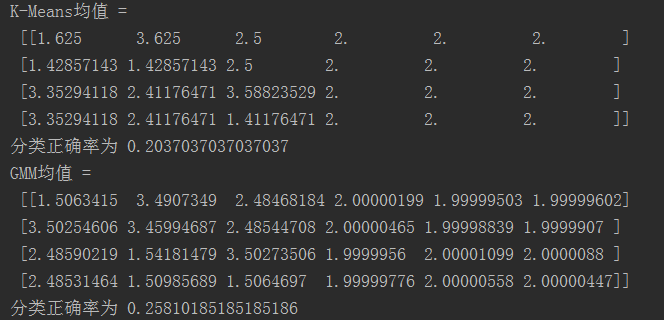 K-Means均值 =
[[1.625 3.625 2.5 2. 2. 2. ]
[1.42857143 1.42857143 2.5 2. 2. 2. ]
[3.35294118 2.41176471 3.58823529 2. 2. 2. ]
[3.35294118 2.41176471 1.41176471 2. 2. 2. ]]
分类正确率为 0.2037037037037037
GMM均值 =
[[1.5063415 3.4907349 2.48468184 2.00000199 1.99999503 1.99999602]
[3.50254606 3.45994687 2.48544708 2.00000465 1.99998839 1.9999907 ]
[2.48590219 1.54181479 3.50273506 1.9999956 2.00001099 2.0000088 ]
[2.48531464 1.50985689 1.5064697 1.99999776 2.00000558 2.00000447]]
分类正确率为 0.25810185185185186